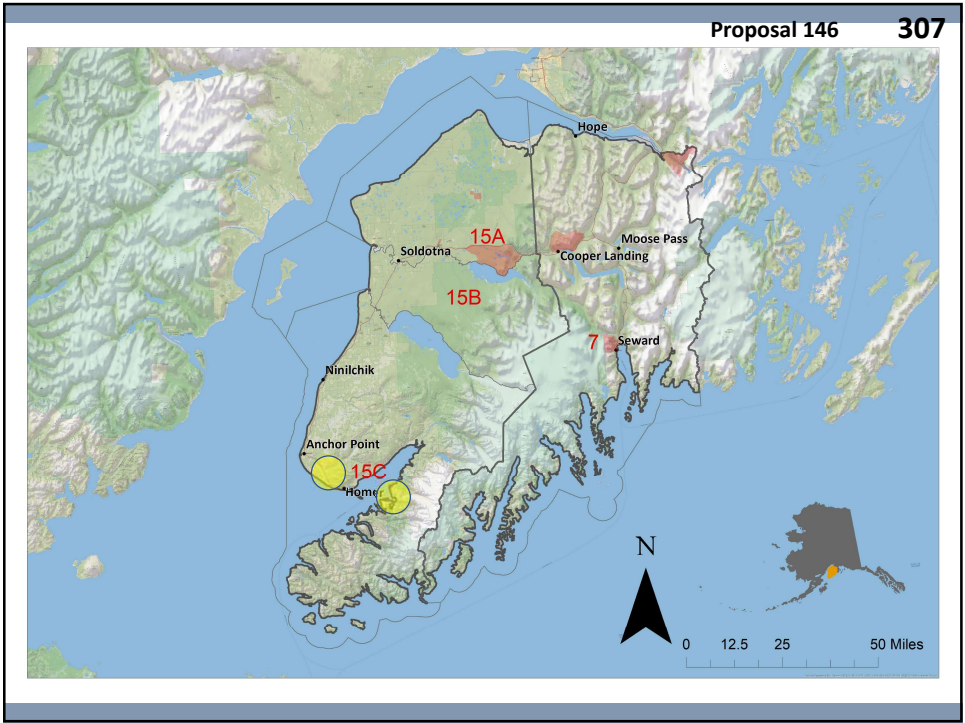 Proposal 146
307
Hope
15A
Moose Pass
Soldotna
Cooper Landing
15B
7
Seward
Ninilchik
Anchor Point
15C
Homer
N
0 12.5 25 50 Miles